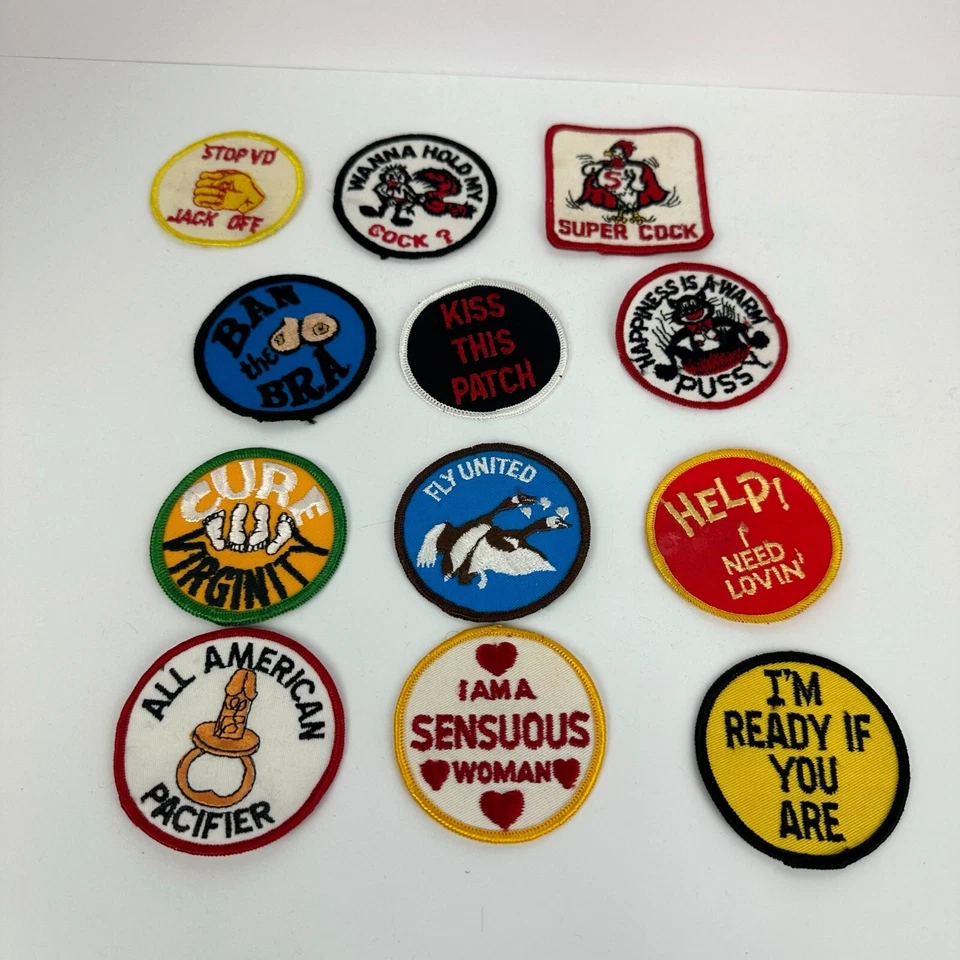 STOP VD
JACK OFF
WANNA HOLD MY
COCK?
S
SUPER COCK
BAN
the
BRA
KISS
THIS
PATCH
HAPPINESS IS A WARM
PUSSY
CURE
VIRGINITY
FLY UNITED
HELP!
I
NEED
LOVIN'
ALL AMERICAN
PACIFIER
I AM A
SENSUOUS
WOMAN
I'M
READY IF
YOU
ARE